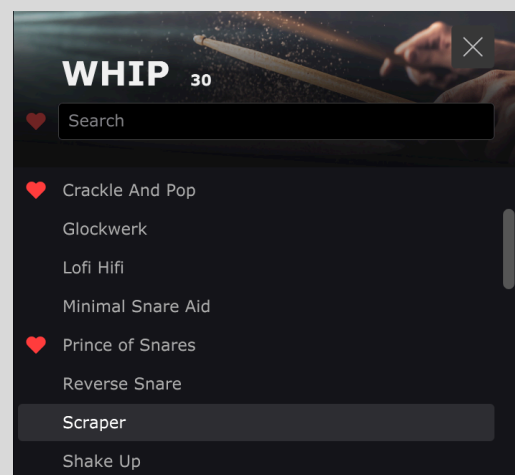 WHIP 30
Search
Crackle And Pop
Glockwerk
Lofi Hifi
Minimal Snare Aid
Prince of Snares
Reverse Snare
Scraper
Shake Up